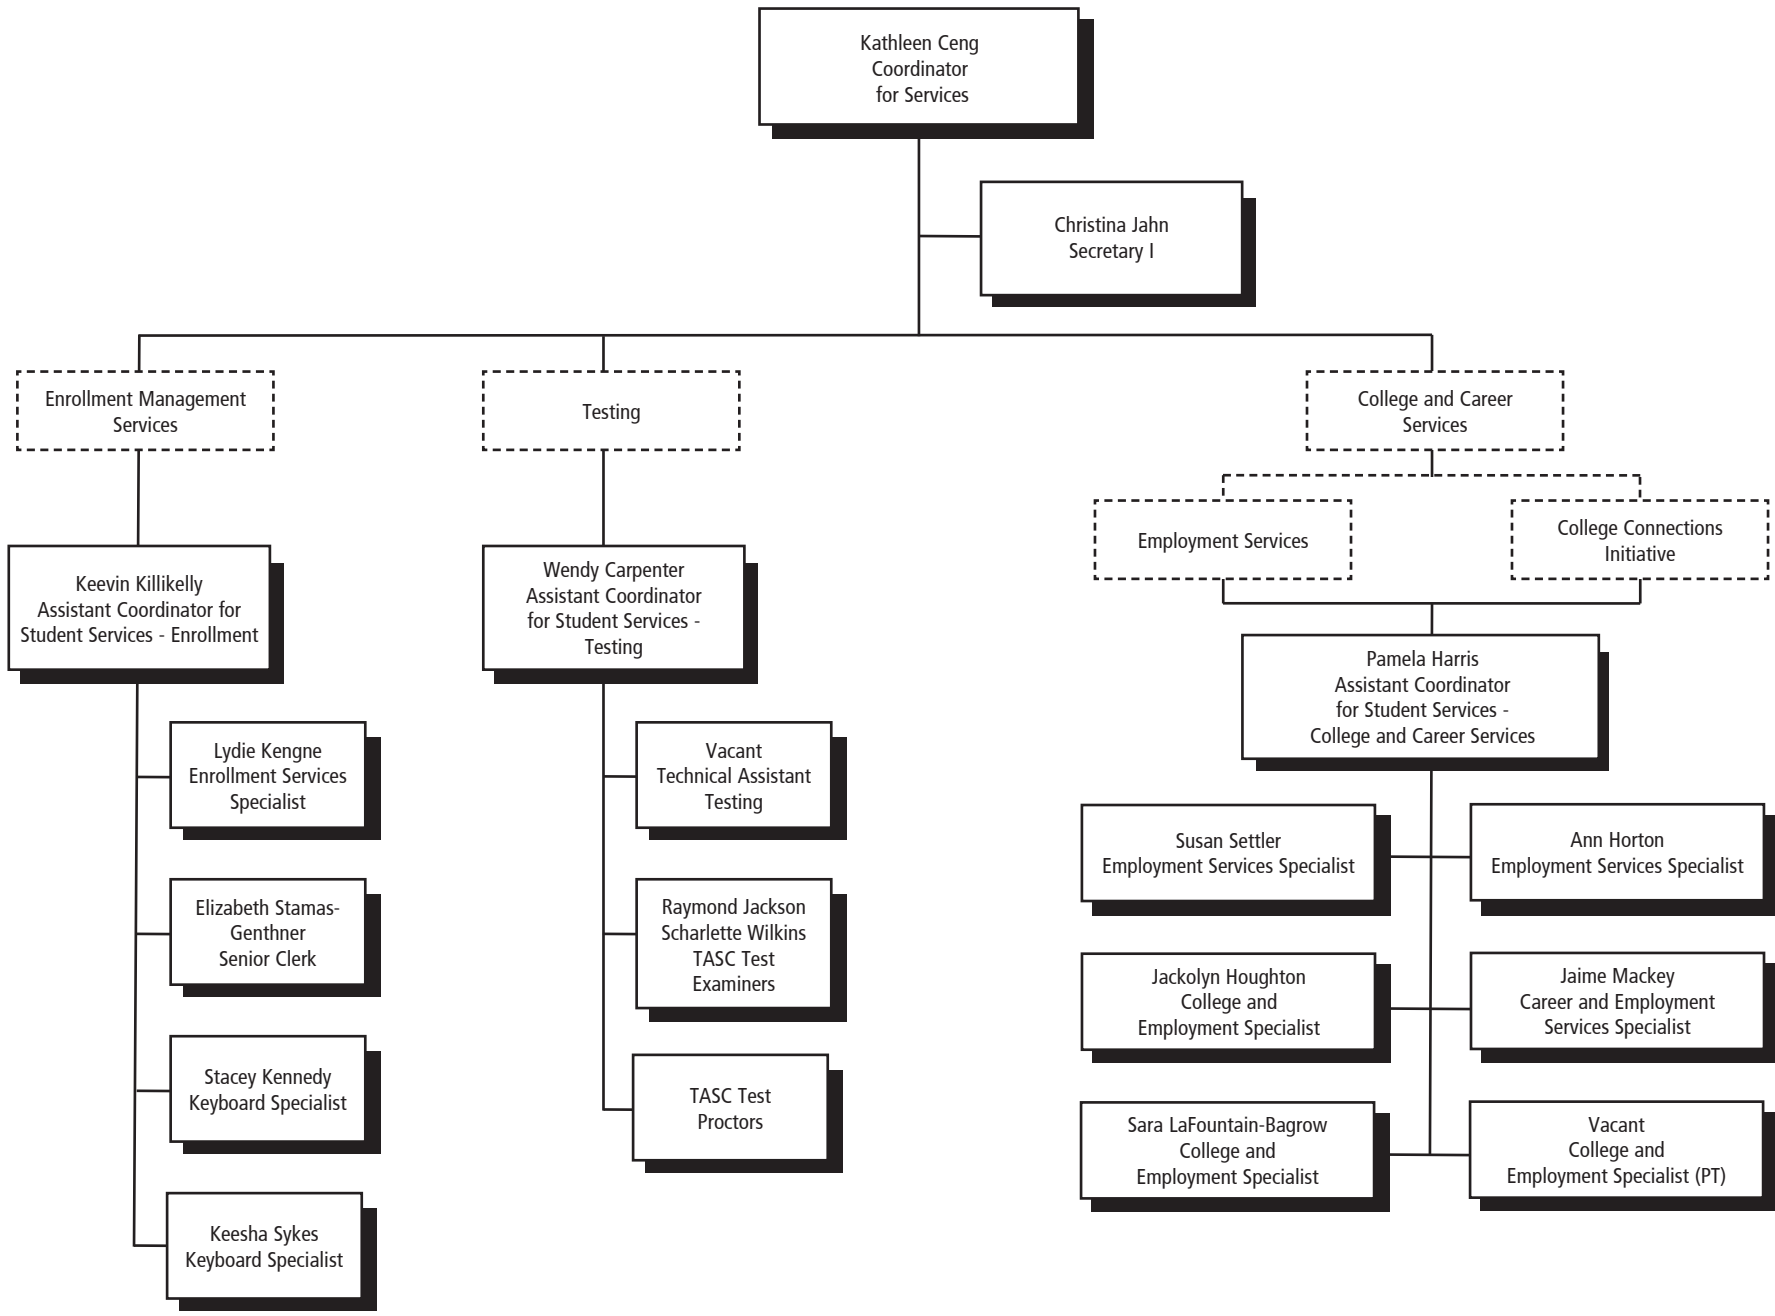 Kathleen Ceng
Coordinator
for Services
Christina Jahn
Secretary I
Enrollment Management
Services
Testing
College and Career
Services
Employment Services
College Connections
Initiative
Keevin Killikelly
Assistant Coordinator for
Student Services - Enrollment
Wendy Carpenter
Assistant Coordinator
for Student Services -
Testing
Pamela Harris
Assistant Coordinator
for Student Services -
College and Career Services
Lydie Kengne
Enrollment Services
Specialist
Elizabeth Stamas-
Genthner
Senior Clerk
Stacey Kennedy
Keyboard Specialist
Keesha Sykes
Keyboard Specialist
Vacant
Technical Assistant
Testing
Raymond Jackson
Scharlette Wilkins
TASC Test
Examiners
TASC Test
Proctors
Susan Settler
Employment Services Specialist
Ann Horton
Employment Services Specialist
Jackolyn Houghton
College and
Employment Specialist
Jaime Mackey
Career and Employment
Services Specialist
Sara LaFountain-Bagrow
College and
Employment Specialist
Vacant
College and
Employment Specialist (PT)